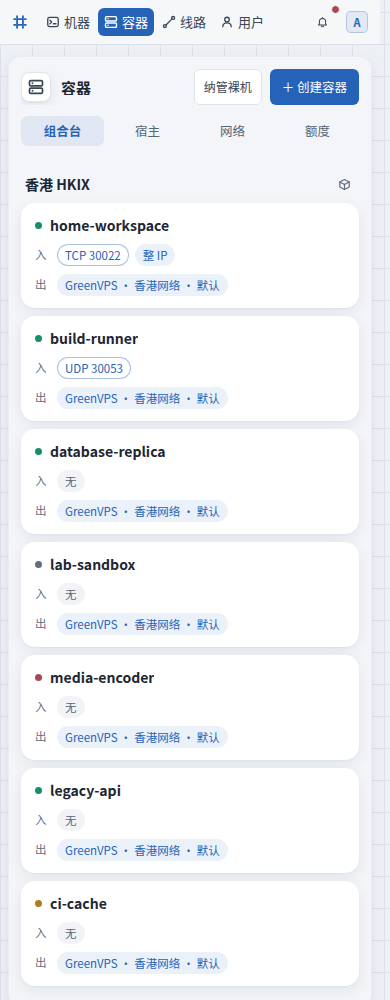 机器 容器 线路 用户 A
容器 纳管裸机 + 创建容器
组合台 宿主 网络 额度
香港 HKIX
home-workspace
入 TCP 30022 整 IP
出 GreenVPS · 香港网络 · 默认
build-runner
入 UDP 30053
出 GreenVPS · 香港网络 · 默认
database-replica
入 无
出 GreenVPS · 香港网络 · 默认
lab-sandbox
入 无
出 GreenVPS · 香港网络 · 默认
media-encoder
入 无
出 GreenVPS · 香港网络 · 默认
legacy-api
入 无
出 GreenVPS · 香港网络 · 默认
ci-cache
入 无
出 GreenVPS · 香港网络 · 默认